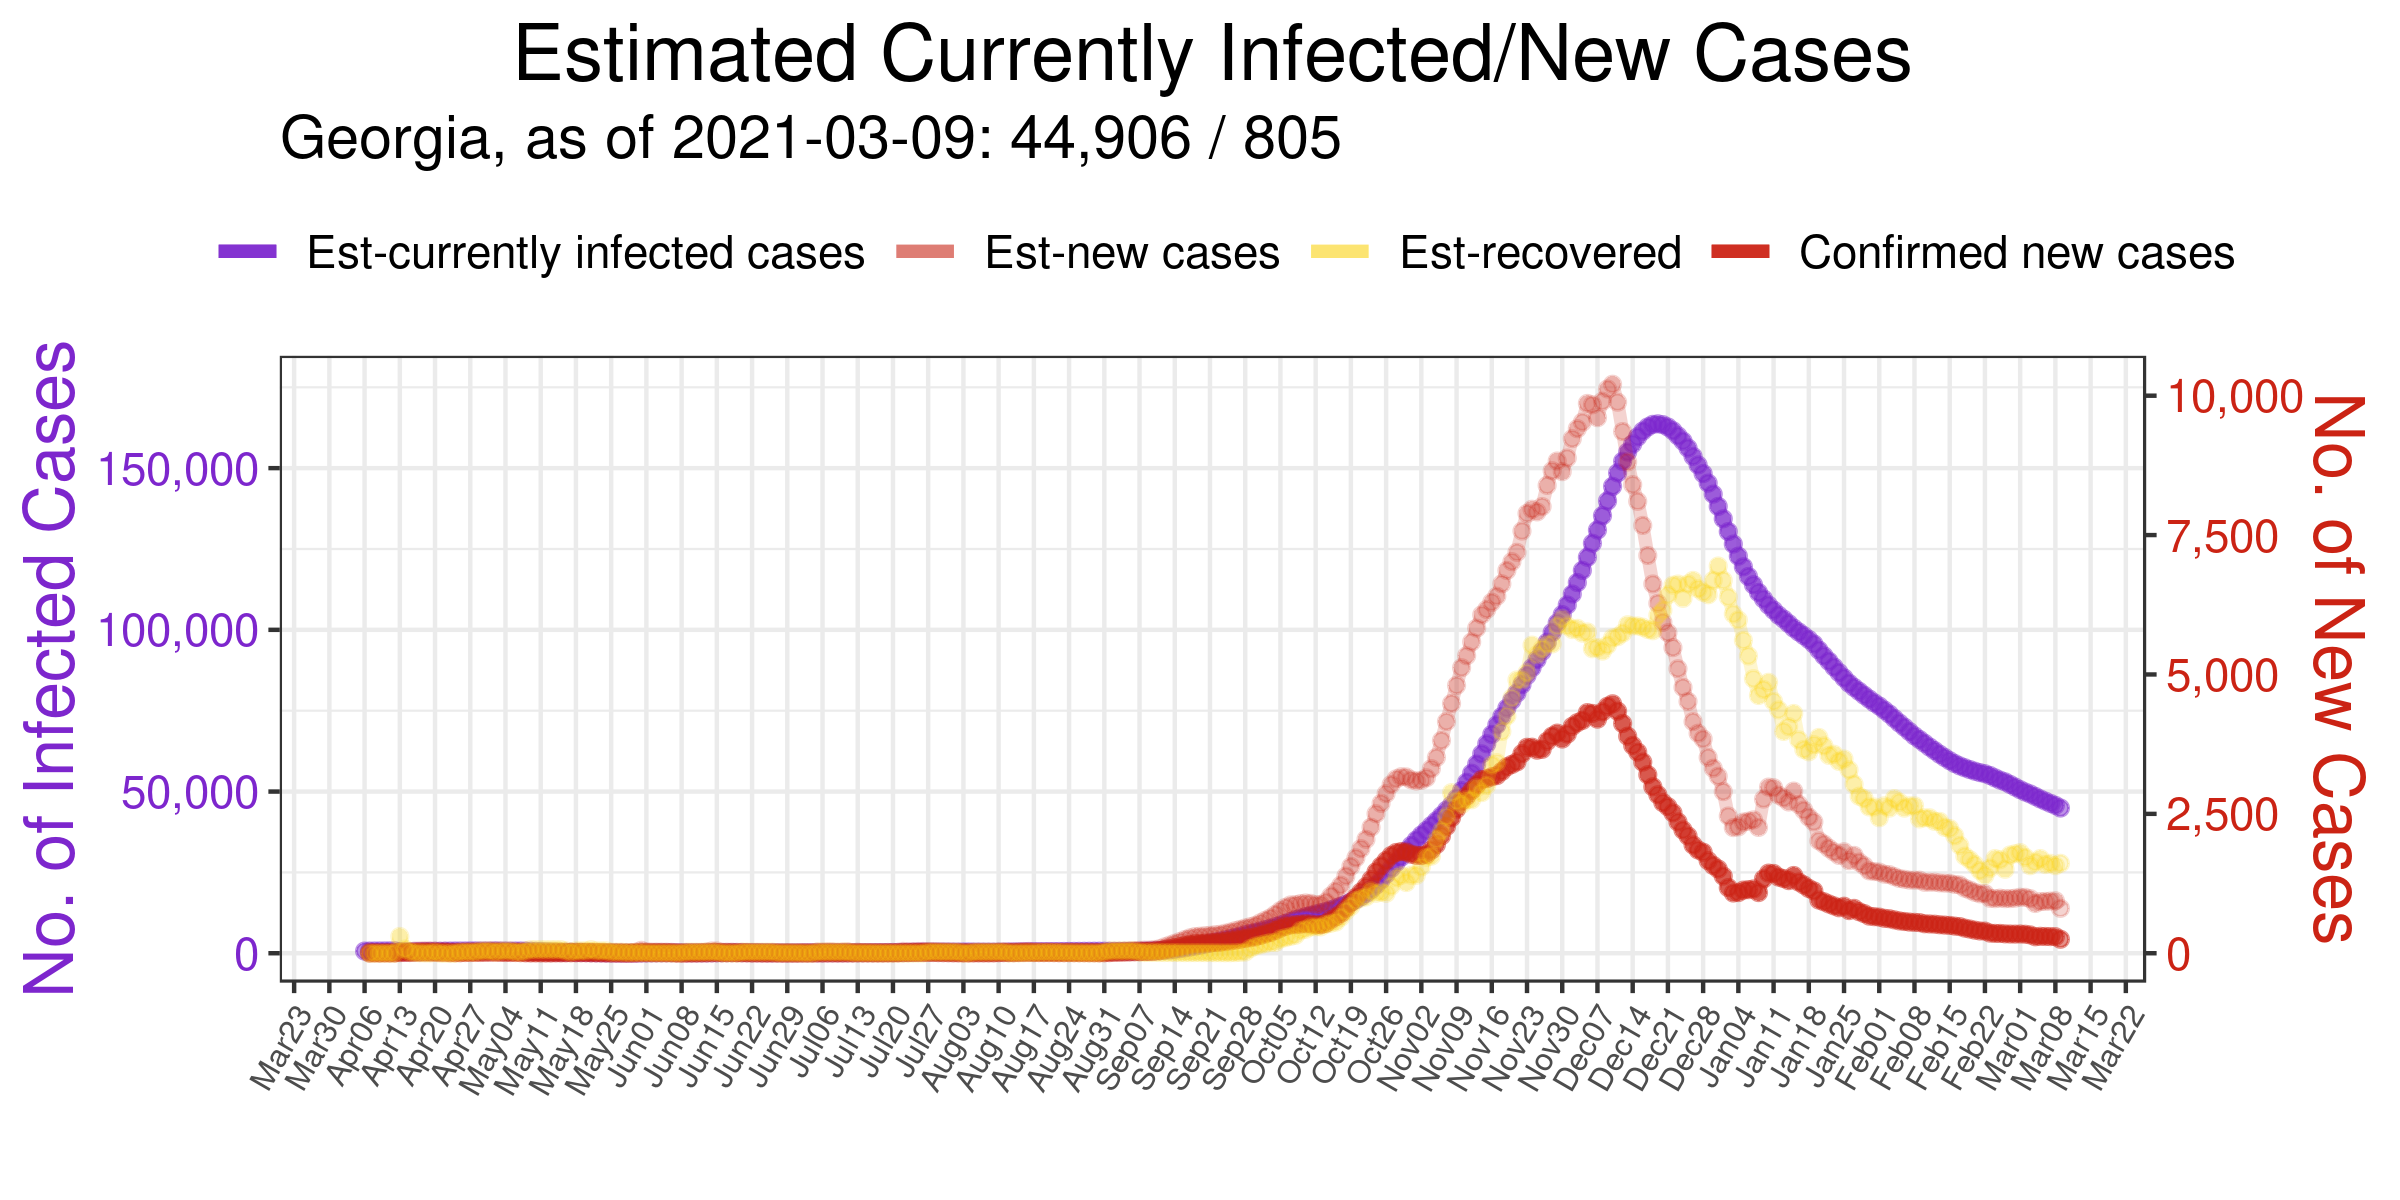 Estimated Currently Infected/New Cases
Georgia, as of 2021-03-09: 44,906 / 805
Est-currently infected cases
Est-new cases
Est-recovered
Confirmed new cases
No. of Infected Cases
150,000
100,000
50,000
0
10,000
7,500
5,000
2,500
0
No. of New Cases
Mar23
Mar30
Apr06
Apr13
Apr20
Apr27
May04
May11
May18
May25
Jun01
Jun08
Jun15
Jun22
Jun29
Jul06
Jul13
Jul20
Jul27
Aug03
Aug10
Aug17
Aug24
Aug31
Sep07
Sep14
Sep21
Sep28
Oct05
Oct12
Oct19
Oct26
Nov02
Nov09
Nov16
Nov23
Nov30
Dec07
Dec14
Dec21
Dec28
Jan04
Jan11
Jan18
Jan25
Feb01
Feb08
Feb15
Feb22
Mar01
Mar08
Mar15
Mar22